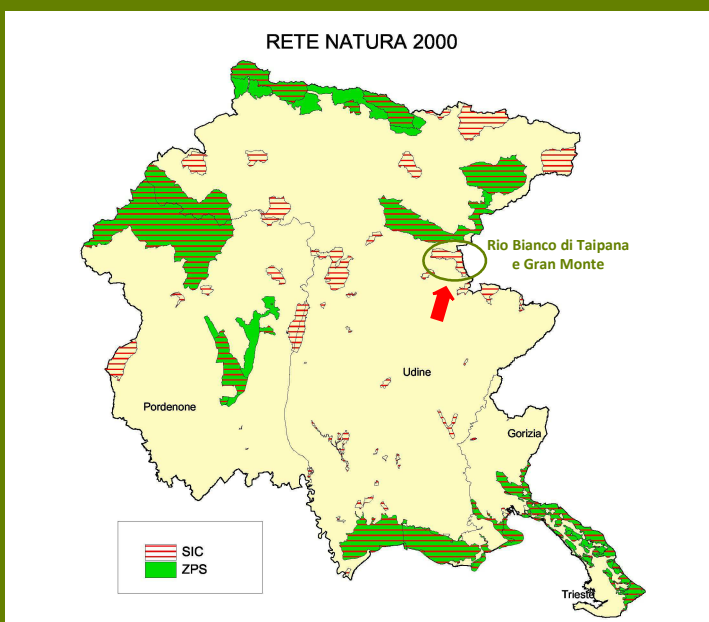 RETE NATURA 2000
Rio Bianco di Taipana
e Gran Monte
Udine
Pordenone
Gorizia
SIC
ZPS
Trieste